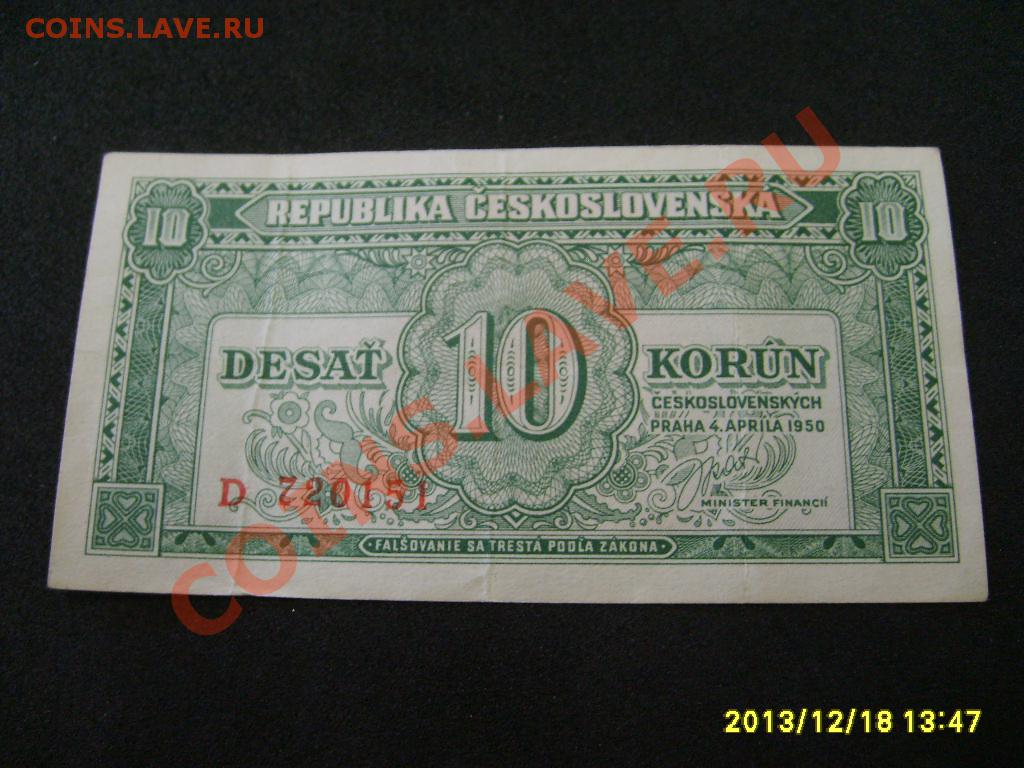 COINS.LAVE.RU
REPUBLIKA ČESKOSLOVENSKÁ
10 10
DESAŤ 10 KORÚN
ČESKOSLOVENSKÝCH
PRAHA 4. APRÍLA 1950
D 720151
MINISTER FINANCIÍ
FALŠOVANIE SA TRESTÁ PODĽA ZÁKONA
COINS.LAVE.RU
2013/12/18 13:47